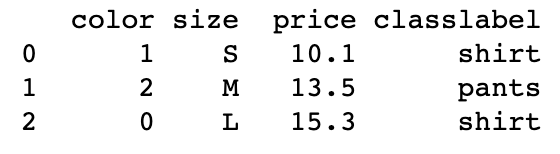 color size price classlabel
0 1 S 10.1 shirt
1 2 M 13.5 pants
2 0 L 15.3 shirt